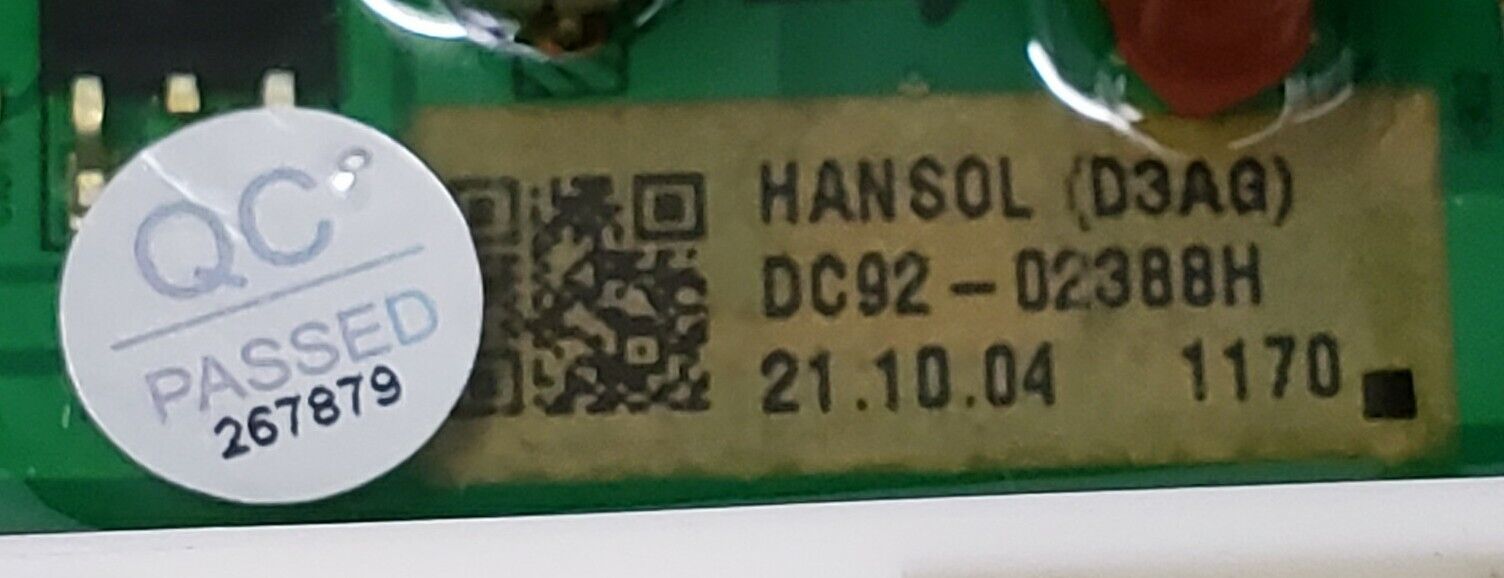 QC
PASSED
267879
HANSOL (D3AG)
DC92-02388H
21.10.04 1170